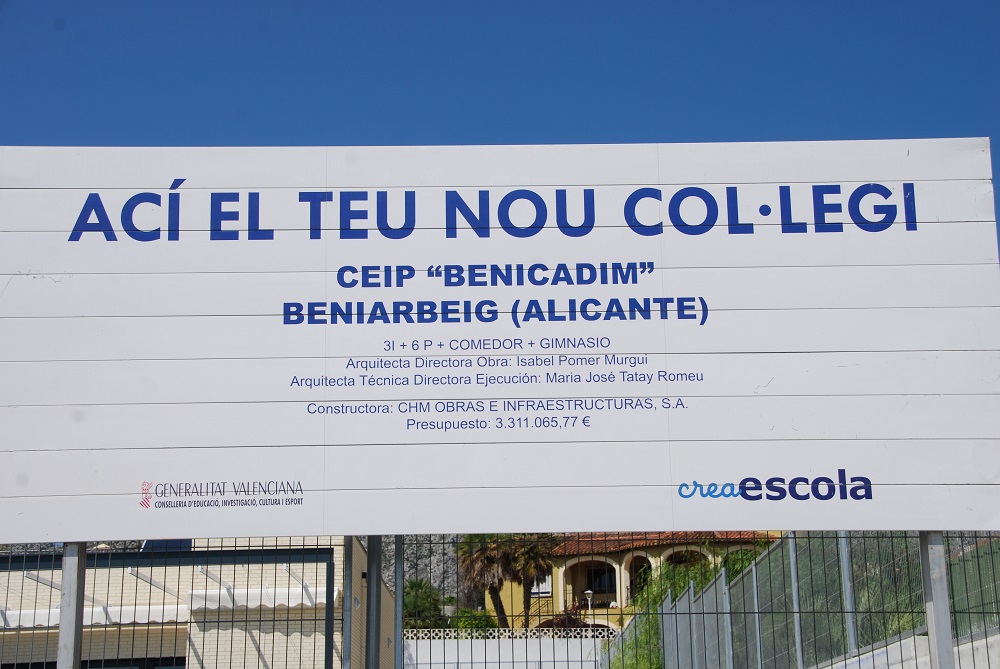 ACÍ EL TEU NOU COL·LEGI
CEIP “BENICADIM”
BENIARBEIG (ALICANTE)
3I + 6 P + COMEDOR + GIMNASIO
Arquitecta Directora Obra: Isabel Pomer Murgui
Arquitecta Técnica Directora Ejecución: Maria José Tatay Romeu
Constructora: CHM OBRAS E INFRAESTRUCTURAS, S.A.
Presupuesto: 3.311.065,77 €
GENERALITAT VALENCIANA
CONSELLERIA D'EDUCACIÓ, INVESTIGACIÓ, CULTURA I ESPORT
creaescola